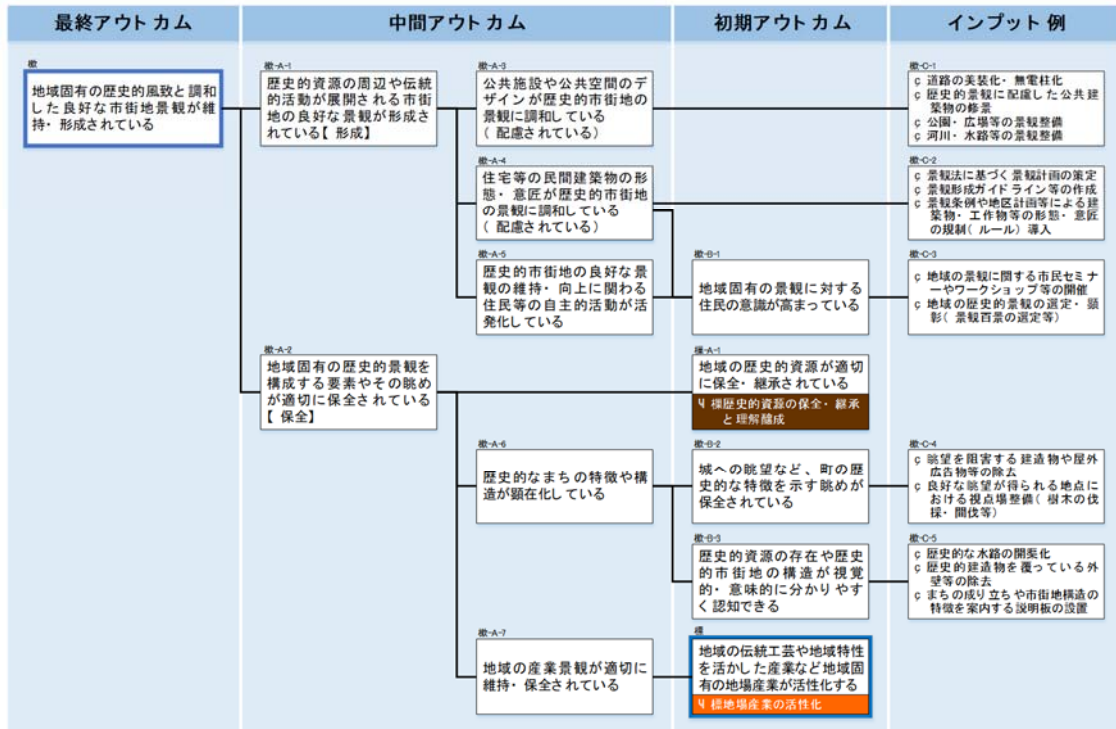 最終アウトカム
中間アウトカム
初期アウトカム
インプット例
橄
地域固有の歴史的風致と調和
した良好な市街地景観が維
持・形成されている
橄-A-1
歴史的資源の周辺や伝統
的活動が展開される市街
地の良好な景観が形成さ
れている【形成】
橄-A-3
公共施設や公共空間のデ
ザインが歴史的市街地の
景観に調和している
(配慮されている)
橄-C-1
ç 道路の美装化・無電柱化
ç 歴史的景観に配慮した公共建
築物の修景
ç 公園・広場等の景観整備
ç 河川・水路等の景観整備
橄-A-4
住宅等の民間建築物の形
態・意匠が歴史的市街地
の景観に調和している
(配慮されている)
橄-C-2
ç 景観法に基づく景観計画の策定
ç 景観形成ガイドライン等の作成
ç 景観条例や地区計画等による建
築物・工作物等の形態・意匠
の規制(ルール)導入
橄-A-5
歴史的市街地の良好な景
観の維持・向上に関わる
住民等の自主的活動が活
発化している
橄-B-1
地域固有の景観に対する
住民の意識が高まっている
橄-C-3
ç 地域の景観に関する市民セミナ
ーやワークショップ等の開催
ç 地域の歴史的景観の選定・顕
彰(景観百景の選定等)
橄-A-2
地域固有の歴史的景観を
構成する要素やその眺め
が適切に保全されている
【保全】
橿-A-1
地域の歴史的資源が適切
に保全・継承されている
Ч 橿歴史的資源の保全・継承
と理解醸成
橄-A-6
歴史的なまちの特徴や構
造が顕在化している
橄-B-2
城への眺望など、町の歴
史的な特徴を示す眺めが
保全されている
橄-C-4
ç 眺望を阻害する建造物や屋外
広告物等の除去
ç 良好な眺望が得られる地点に
おける視点場整備(樹木の伐
採・間伐等)
橄-B-3
歴史的資源の存在や歴史
的市街地の構造が視覚
的・意味的に分かりやす
く認知できる
橄-C-5
ç 歴史的な水路の開渠化
ç 歴史的建造物を覆っている外
壁等の除去
ç まちの成り立ちや市街地構造の
特徴を案内する説明板の設置
橄-A-7
地域の産業景観が適切に
維持・保全されている
標
地域の伝統工芸や地域特性
を活かした産業など地域固
有の地場産業が活性化する
Ч 標地場産業の活性化